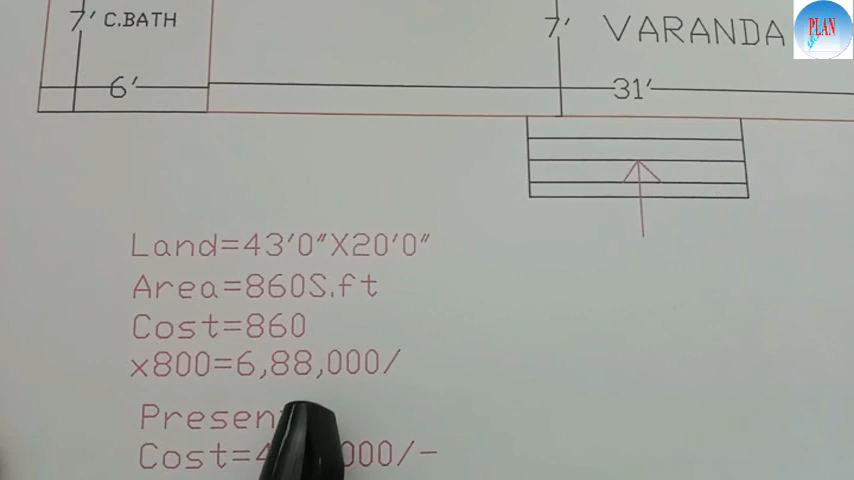 7' C.BATH
7' VARANDA
PLAN
6'
31'
Land=43'0"X20'0"
Area=860S.ft
Cost=860
x800=6,88,000/
Presen
Cost=4 000/-